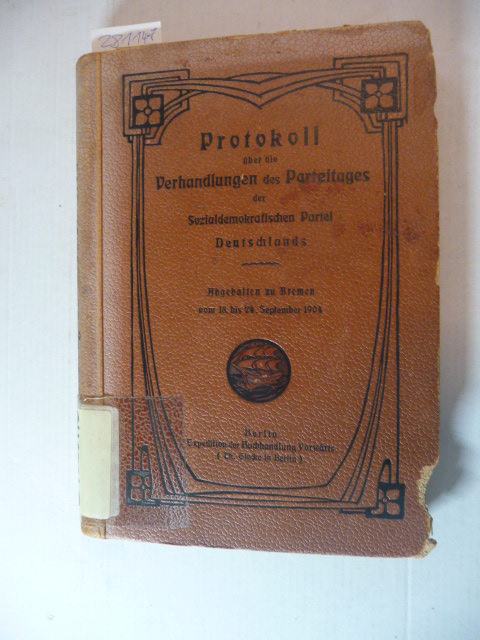 Protokoll
über die
Verhandlungen des Parteitages
der
Sozialdemokratischen Partei
Deutschlands
Abgehalten zu Bremen
vom 18. bis 24. September 1904
Berlin
Expedition der Buchhandlung Vorwärts
( Th. Glocke in Berlin )